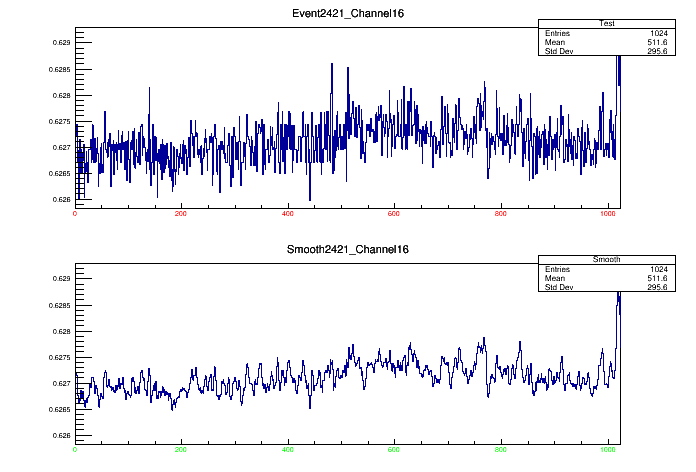 Event2421_Channel16
Test
Entries 1024
Mean 511.6
Std Dev 295.6
0.629
0.6285
0.628
0.6275
0.627
0.6265
0.626
0 200 400 600 800 1000
Smooth2421_Channel16
Smooth
Entries 1024
Mean 511.6
Std Dev 295.6
0.629
0.6285
0.628
0.6275
0.627
0.6265
0.626
0 200 400 600 800 1000